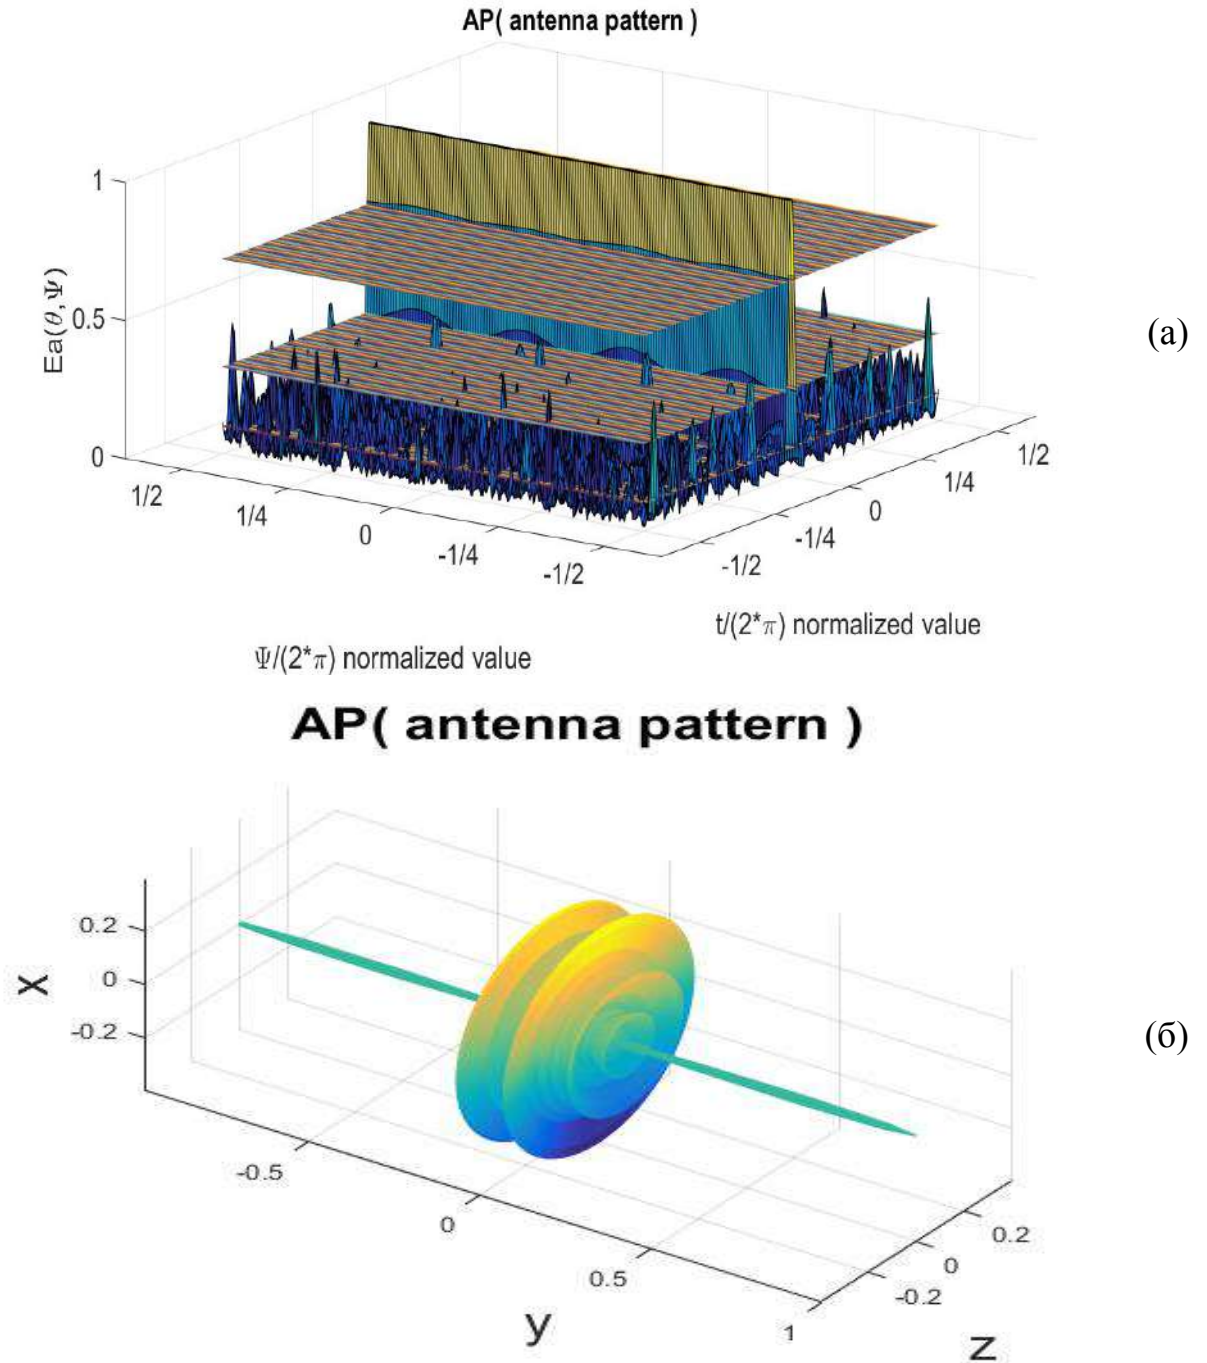 AP( antenna pattern )
1
0.5
0
Ea(θ,Ψ)
1/2
1/4
0
-1/4
-1/2
1/2
1/4
0
-1/4
-1/2
t/(2*π) normalized value
Ψ/(2*π) normalized value
(а)
AP( antenna pattern )
0.2
0
-0.2
X
-0.5
0
0.5
1
y
0.2
0
-0.2
Z
(б)